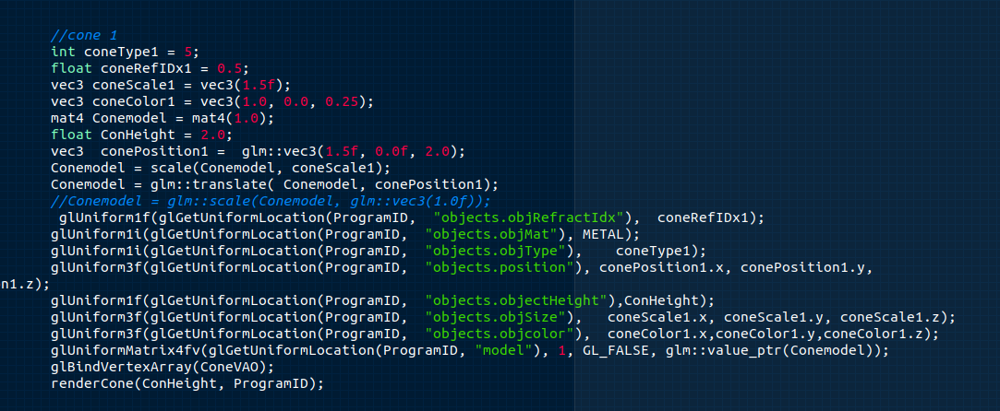 //cone 1
int coneType1 = 5;
float coneRefIDx1 = 0.5;
vec3 coneScale1 = vec3(1.5f);
vec3 coneColor1 = vec3(1.0, 0.0, 0.25);
mat4 Conemodel = mat4(1.0);
float ConHeight = 2.0;
vec3  conePosition1 =  glm::vec3(1.5f, 0.0f, 2.0);
Conemodel = scale(Conemodel, coneScale1);
Conemodel = glm::translate( Conemodel, conePosition1);
//Conemodel = glm::scale(Conemodel, glm::vec3(1.0f));
 glUniform1f(glGetUniformLocation(ProgramID,  "objects.objRefractIdx"),  coneRefIDx1);
glUniform1i(glGetUniformLocation(ProgramID,  "objects.objMat"), METAL);
glUniform1i(glGetUniformLocation(ProgramID,  "objects.objType"),    coneType1);
glUniform3f(glGetUniformLocation(ProgramID,  "objects.position"), conePosition1.x, conePosition1.y,
n1.z);
glUniform1f(glGetUniformLocation(ProgramID,  "objects.objectHeight"),ConHeight);
glUniform3f(glGetUniformLocation(ProgramID,  "objects.objSize"),   coneScale1.x, coneScale1.y, coneScale1.z);
glUniform3f(glGetUniformLocation(ProgramID,  "objects.objcolor"),  coneColor1.x,coneColor1.y,coneColor1.z);
glUniformMatrix4fv(glGetUniformLocation(ProgramID, "model"), 1, GL_FALSE, glm::value_ptr(Conemodel));
glBindVertexArray(ConeVAO);
renderCone(ConHeight, ProgramID);